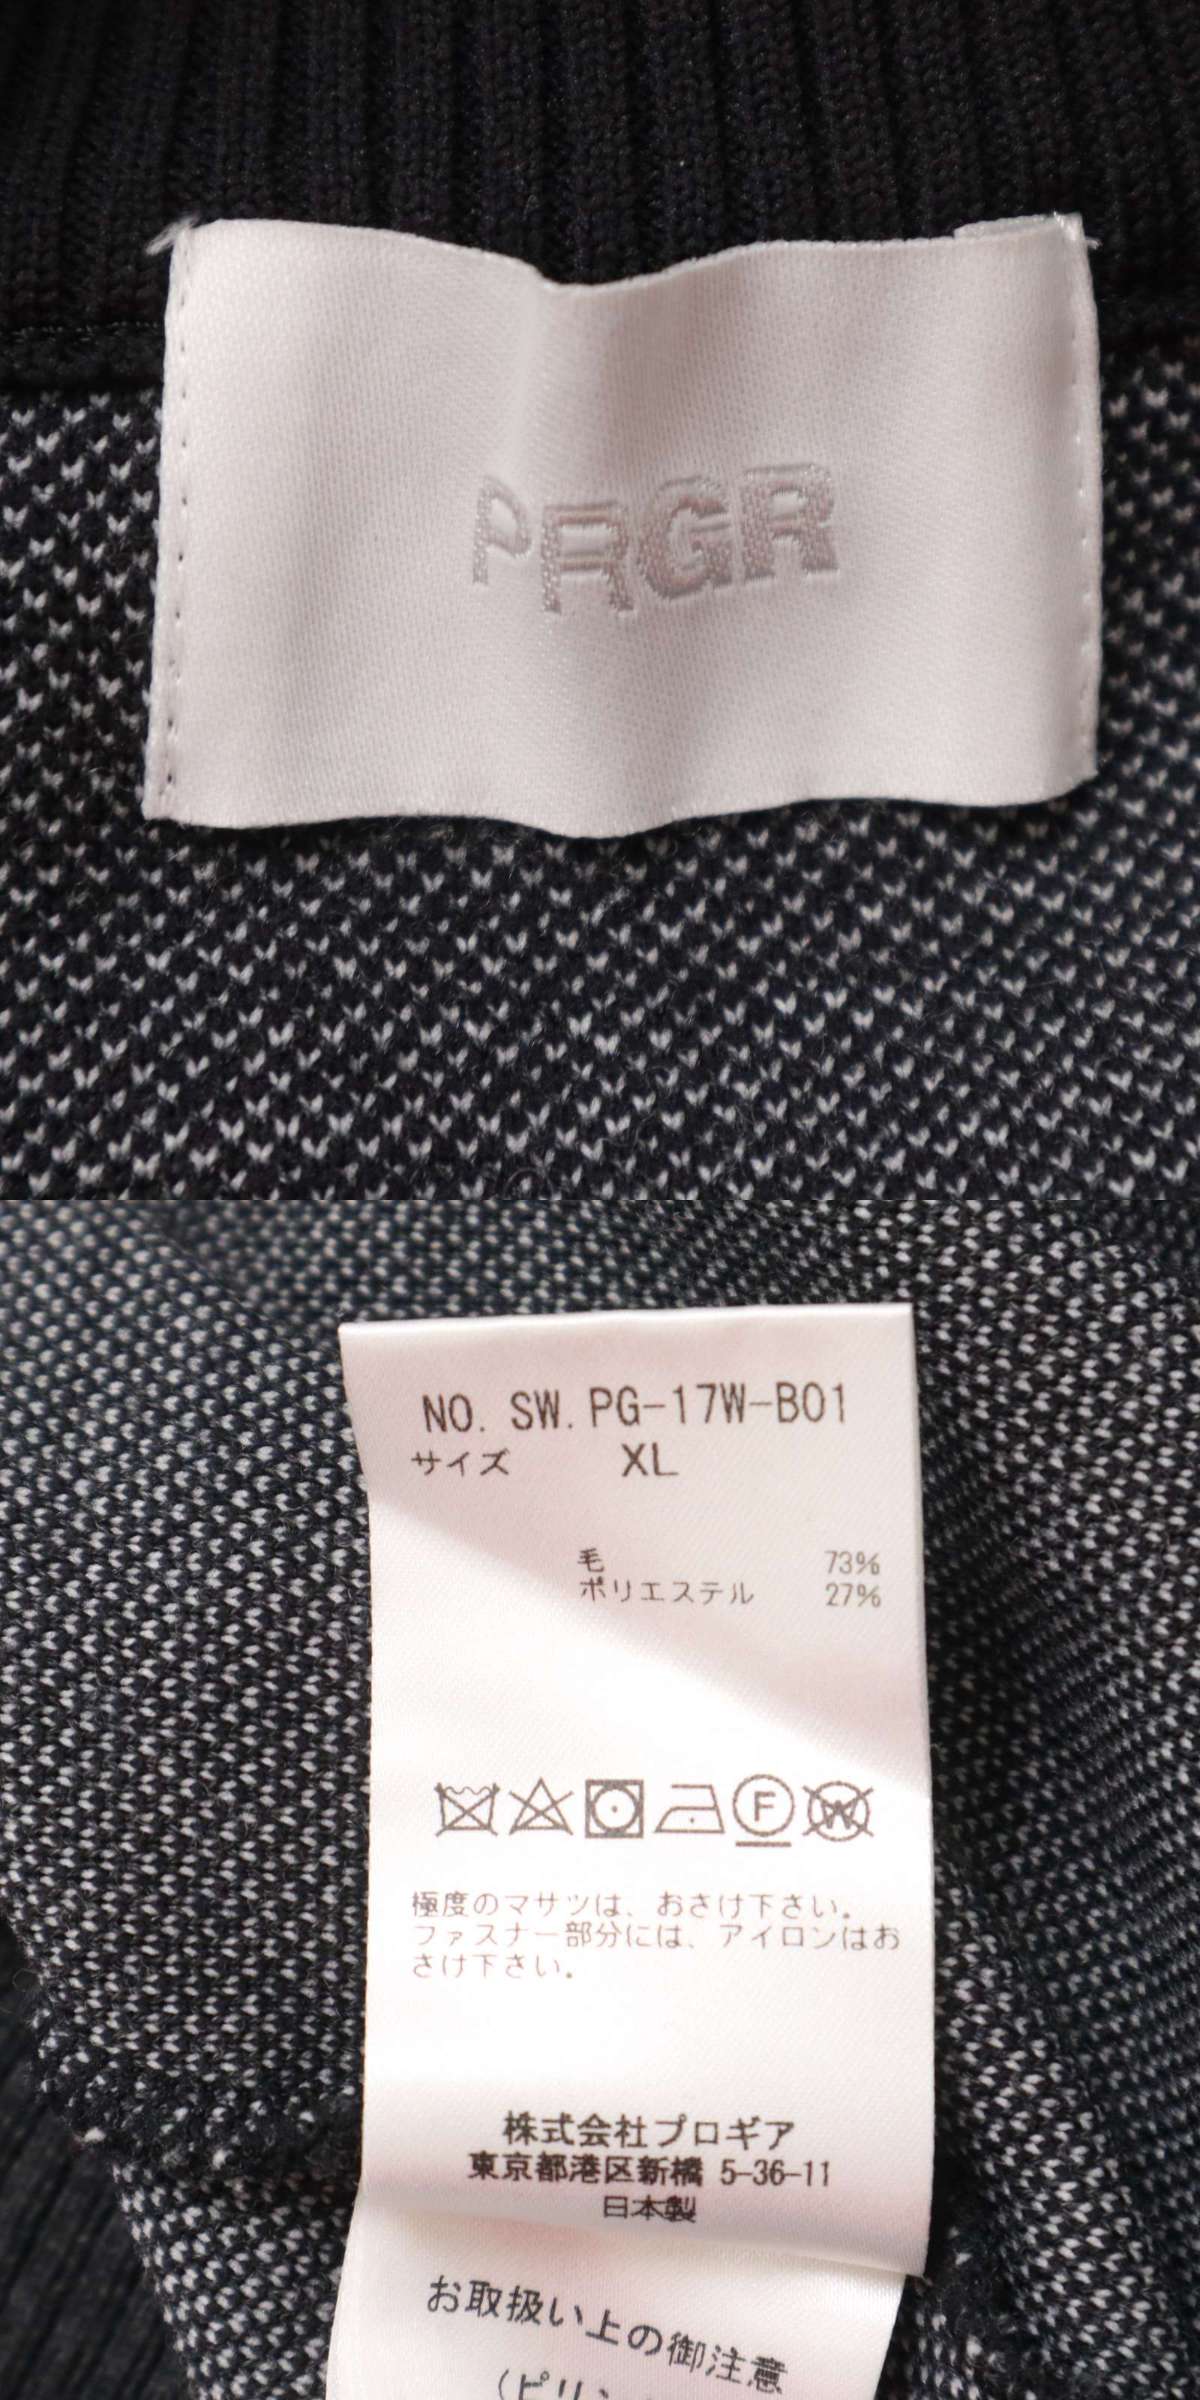 PRGR
NO. SW. PG-17W-B01
サイズ XL
毛 73%
ポリエステル 27%
F W
極度のマサツは、おさけ下さい。
ファスナー部分には、アイロンはお
さけ下さい。
株式会社プロギア
東京都港区新橋 5-36-11
日本製
お取扱い上の御注意
(ピリン